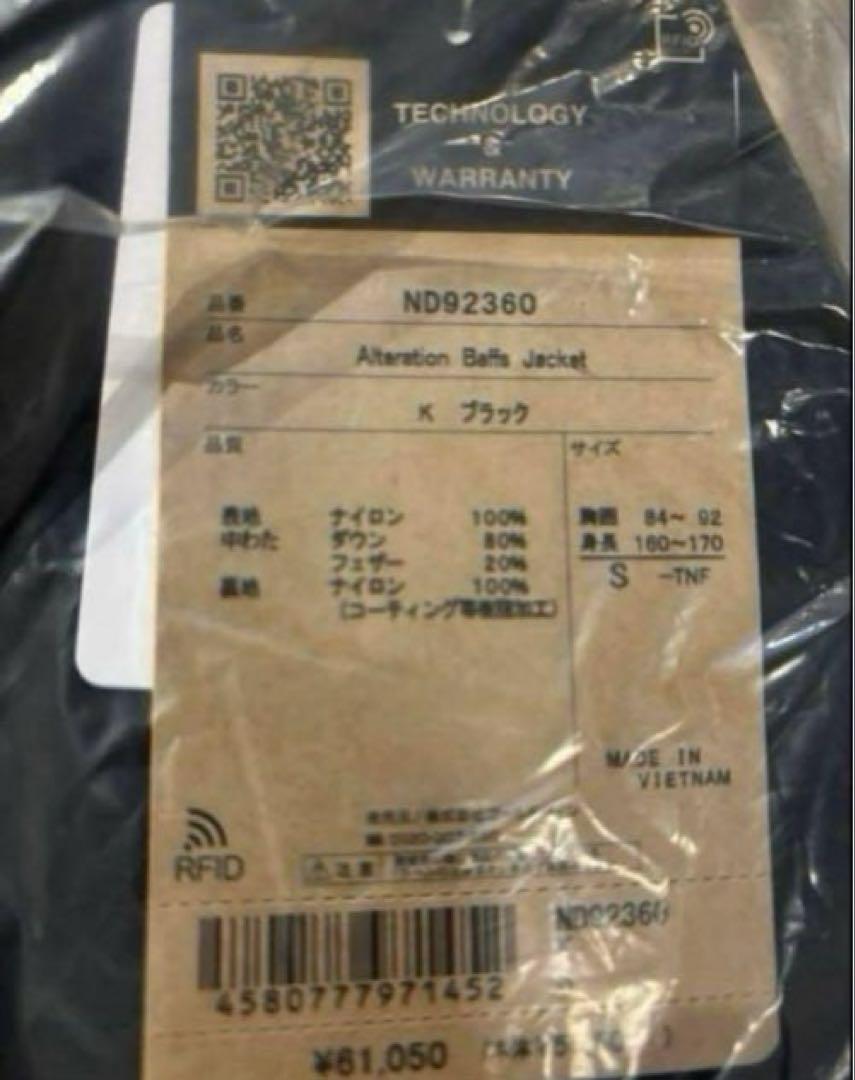 RFID
TECHNOLOGY
&
WARRANTY
品番 ND92360
品名
Alteration Baffs Jacket
カラー
K ブラック
品質 サイズ
表地 ナイロン 100% 胸囲 84~ 92
中わた ダウン 80% 身長 160~170
フェザー 20% S -TNF
裏地 ナイロン 100%
(コーティング等樹脂加工)
MADE IN
VIETNAM
RFID
注意
ND92360
K
4580777971452
¥61,050